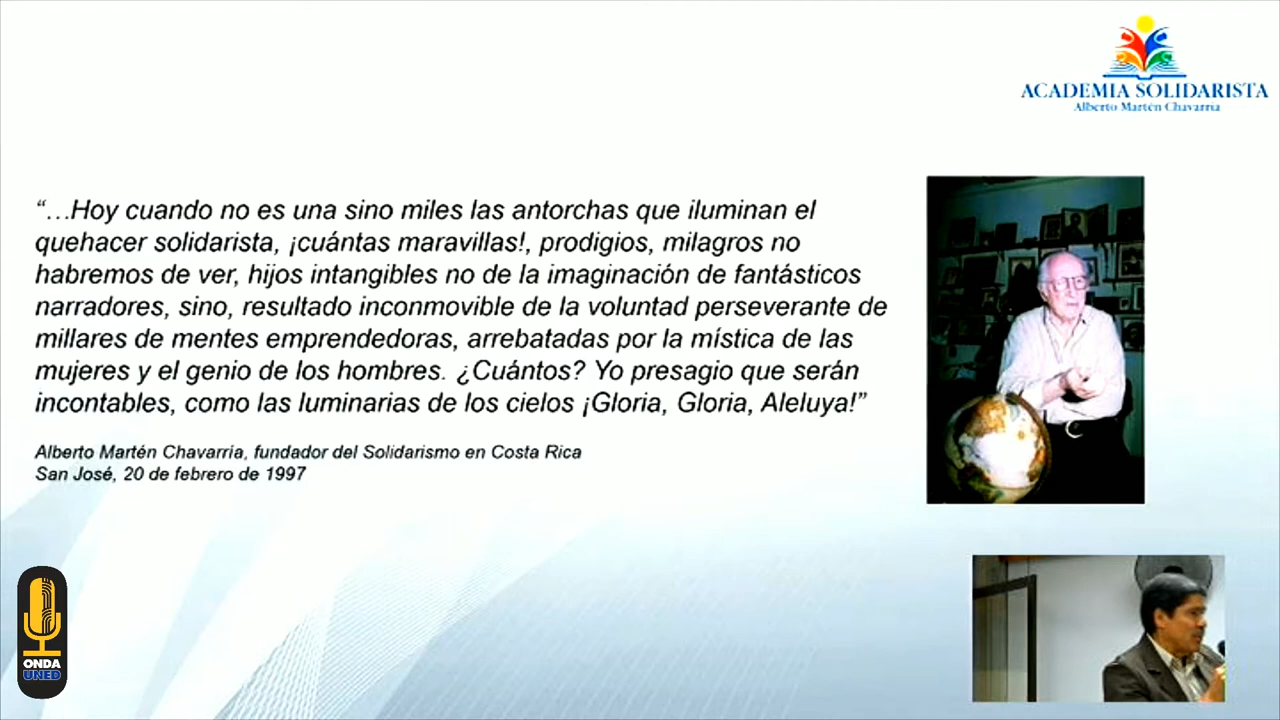 ACADEMIA SOLIDARISTA
Alberto Martén Chavarría
“…Hoy cuando no es una sino miles las antorchas que iluminan el
quehacer solidarista, ¡cuántas maravillas!, prodigios, milagros no
habremos de ver, hijos intangibles no de la imaginación de fantásticos
narradores, sino, resultado inconmovible de la voluntad perseverante de
millares de mentes emprendedoras, arrebatadas por la mística de las
mujeres y el genio de los hombres. ¿Cuántos? Yo presagio que serán
incontables, como las luminarias de los cielos ¡Gloria, Gloria, Aleluya!”
Alberto Martén Chavarría, fundador del Solidarismo en Costa Rica
San José, 20 de febrero de 1997
ONDA
UNED